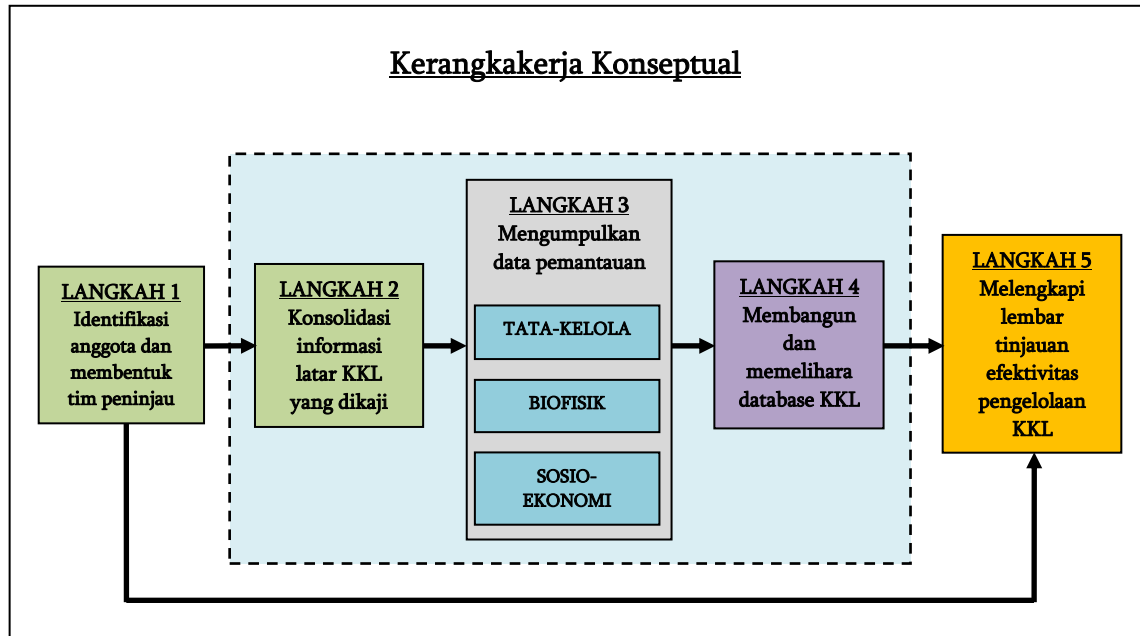 Kerangkakerja Konseptual
LANGKAH 1
Identifikasi
anggota dan
membentuk
tim peninjau
LANGKAH 2
Konsolidasi
informasi
latar KKL
yang dikaji
LANGKAH 3
Mengumpulkan
data pemantauan
TATA-KELOLA
BIOFISIK
SOSIO-
EKONOMI
LANGKAH 4
Membangun
dan
memelihara
database KKL
LANGKAH 5
Melengkapi
lembar
tinjauan
efektivitas
pengelolaan
KKL